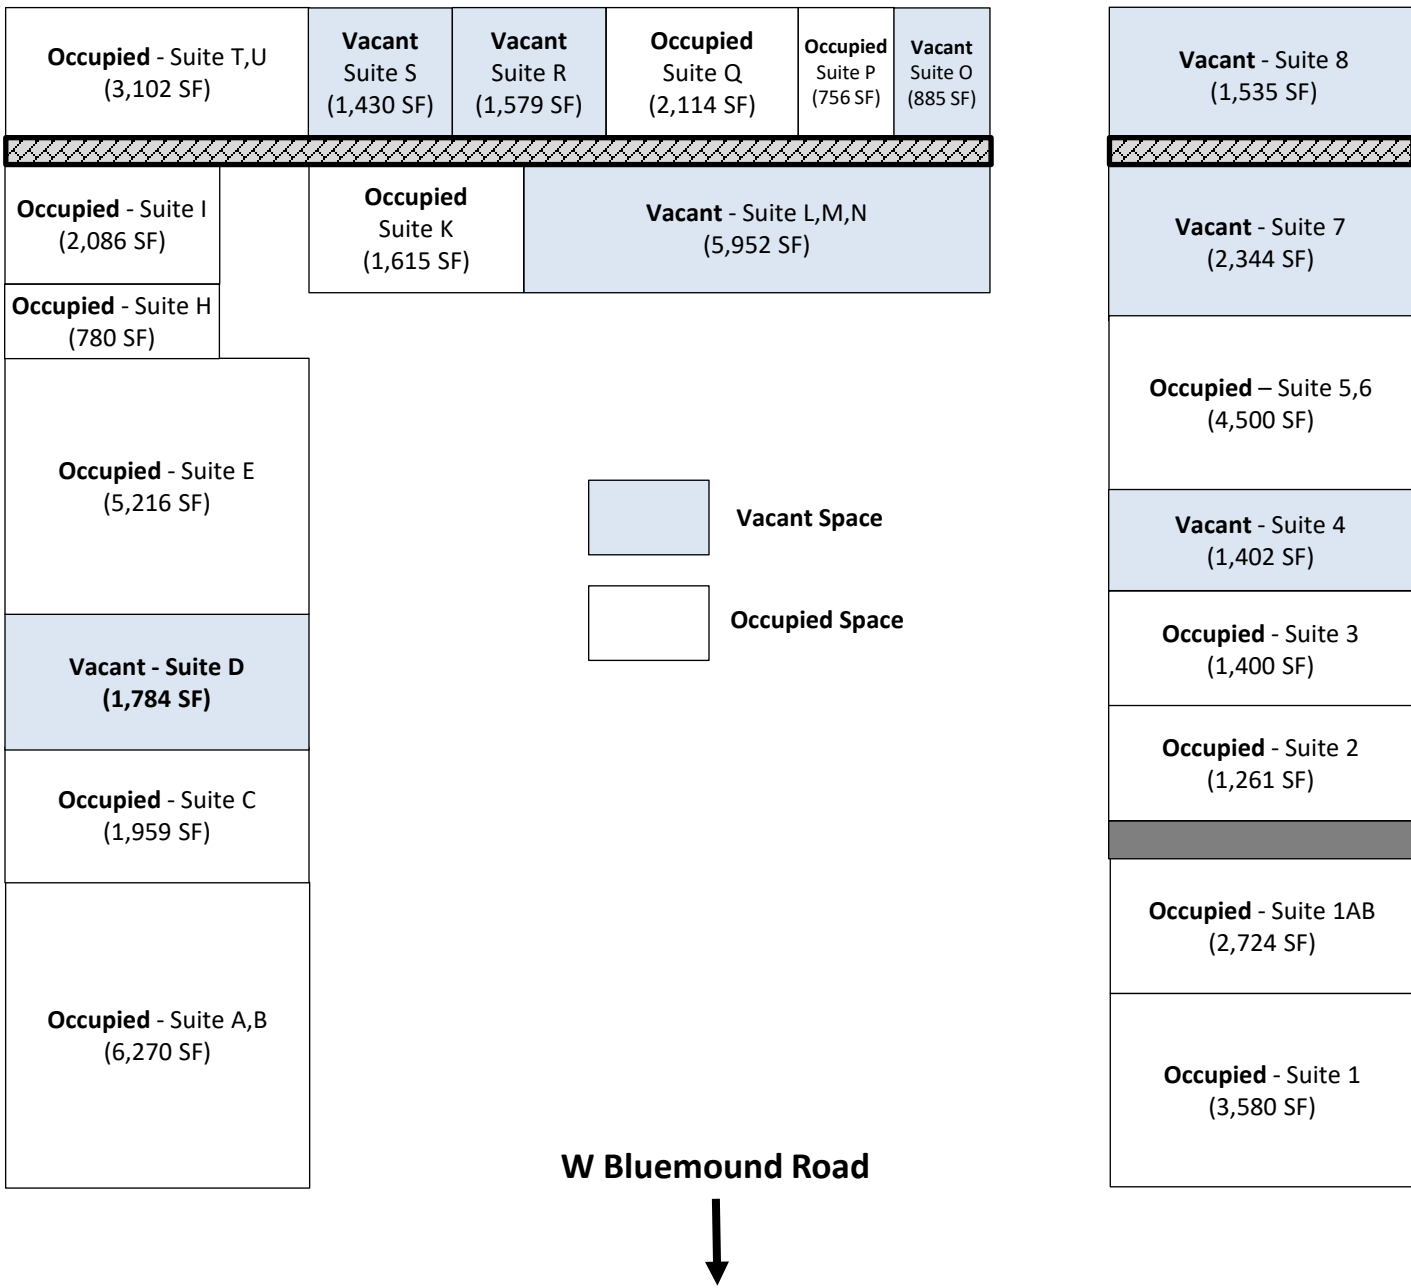 Occupied - Suite T,U
(3,102 SF)
Vacant
Suite S
(1,430 SF)
Vacant
Suite R
(1,579 SF)
Occupied
Suite Q
(2,114 SF)
Occupied
Suite P
(756 SF)
Vacant
Suite O
(885 SF)
Vacant - Suite 8
(1,535 SF)
Occupied - Suite I
(2,086 SF)
Occupied
Suite K
(1,615 SF)
Vacant - Suite L,M,N
(5,952 SF)
Vacant - Suite 7
(2,344 SF)
Occupied - Suite H
(780 SF)
Occupied – Suite 5,6
(4,500 SF)
Occupied - Suite E
(5,216 SF)
Vacant Space
Vacant - Suite 4
(1,402 SF)
Occupied Space
Occupied - Suite 3
(1,400 SF)
Vacant - Suite D
(1,784 SF)
Occupied - Suite 2
(1,261 SF)
Occupied - Suite C
(1,959 SF)
Occupied - Suite 1AB
(2,724 SF)
Occupied - Suite A,B
(6,270 SF)
Occupied - Suite 1
(3,580 SF)
W Bluemound Road